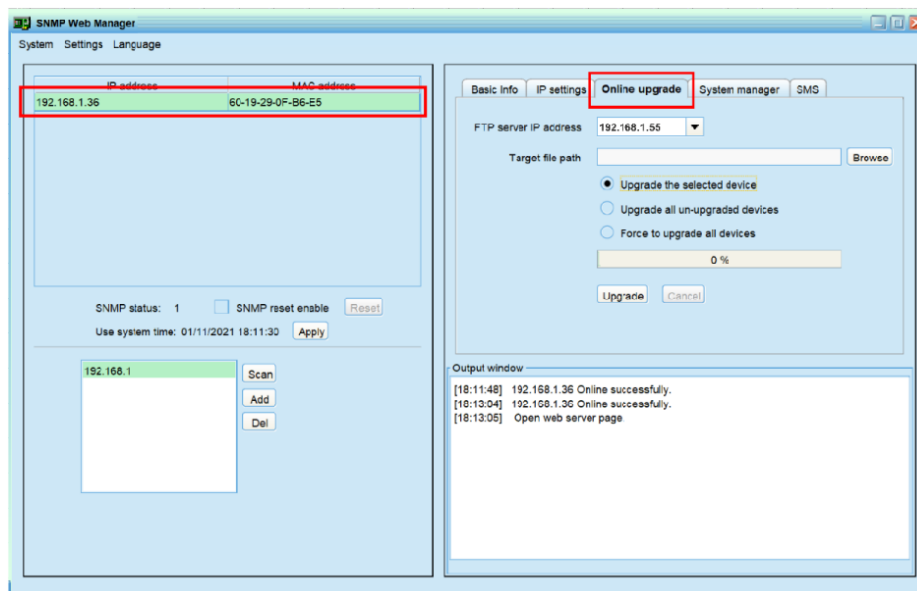 SNMP Web Manager
System Settings Language
IP address MAC address
192.168.1.36 60-19-29-0F-B6-E5
SNMP status: 1 SNMP reset enable Reset
Use system time: 01/11/2021 18:11:30 Apply
192.168.1
Scan
Add
Del
Basic Info IP settings Online upgrade System manager SMS
FTP server IP address 192.168.1.55
Target file path Browse
Upgrade the selected device
Upgrade all un-upgraded devices
Force to upgrade all devices
0 %
Upgrade Cancel
Output window
[18:11:48] 192.168.1.36 Online successfully.
[18:13:04] 192.168.1.36 Online successfully.
[18:13:05] Open web server page